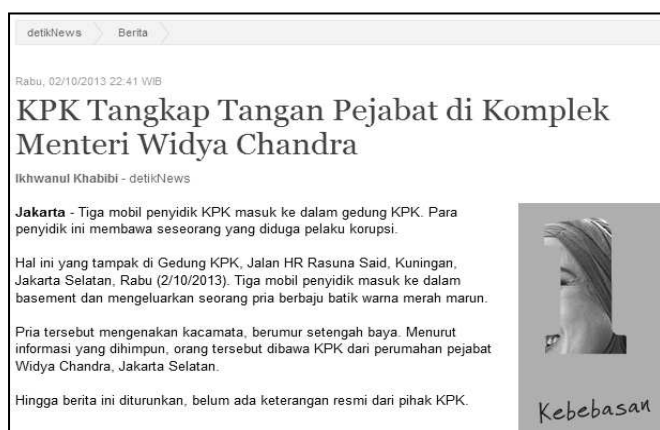 detikNews Berita
Rabu, 02/10/2013 22:41 WIB
KPK Tangkap Tangan Pejabat di Komplek
Menteri Widya Chandra
Ikhwanul Khabibi - detikNews
Jakarta - Tiga mobil penyidik KPK masuk ke dalam gedung KPK. Para
penyidik ini membawa seseorang yang diduga pelaku korupsi.
Hal ini yang tampak di Gedung KPK, Jalan HR Rasuna Said, Kuningan,
Jakarta Selatan, Rabu (2/10/2013). Tiga mobil penyidik masuk ke dalam
basement dan mengeluarkan seorang pria berbaju batik warna merah marun.
Pria tersebut mengenakan kacamata, berumur setengah baya. Menurut
informasi yang dihimpun, orang tersebut dibawa KPK dari perumahan pejabat
Widya Chandra, Jakarta Selatan.
Hingga berita ini diturunkan, belum ada keterangan resmi dari pihak KPK.
Kebebasan